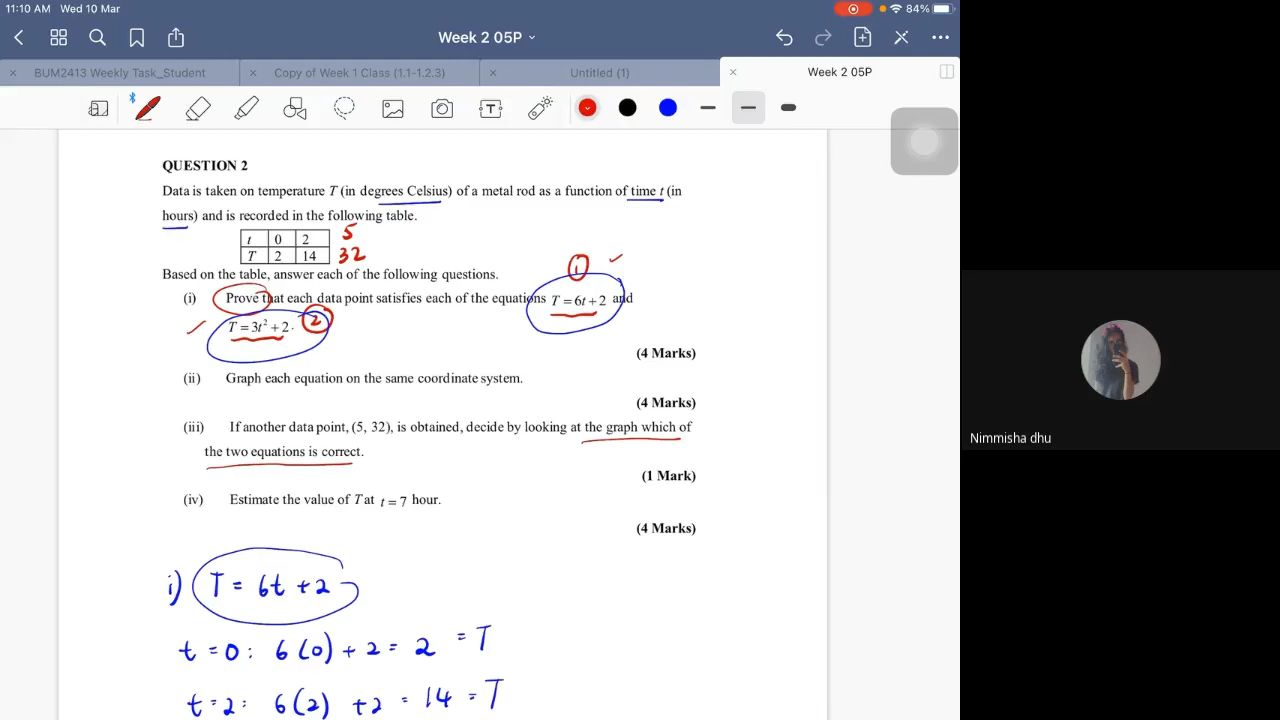 11:10 AM Wed 10 Mar 84%
Week 2 05P
BUM2413 Weekly Task_Student
Copy of Week 1 Class (1.1-1.2.3)
Untitled (1)
Week 2 05P
QUESTION 2
Data is taken on temperature T (in degrees Celsius) of a metal rod as a function of time t (in
hours) and is recorded in the following table.
t 0 2 5
T 2 14 32
Based on the table, answer each of the following questions.
1
(i) Prove that each data point satisfies each of the equations T = 6t + 2 and
T = 3t² + 2. 2
(4 Marks)
(ii) Graph each equation on the same coordinate system.
(4 Marks)
(iii) If another data point, (5, 32), is obtained, decide by looking at the graph which of
the two equations is correct.
(1 Mark)
(iv) Estimate the value of T at t = 7 hour.
(4 Marks)
i) T = 6t + 2
t = 0: 6(0) + 2 = 2 = T
t = 2: 6(2) + 2 = 14 = T
Nimmisha dhu